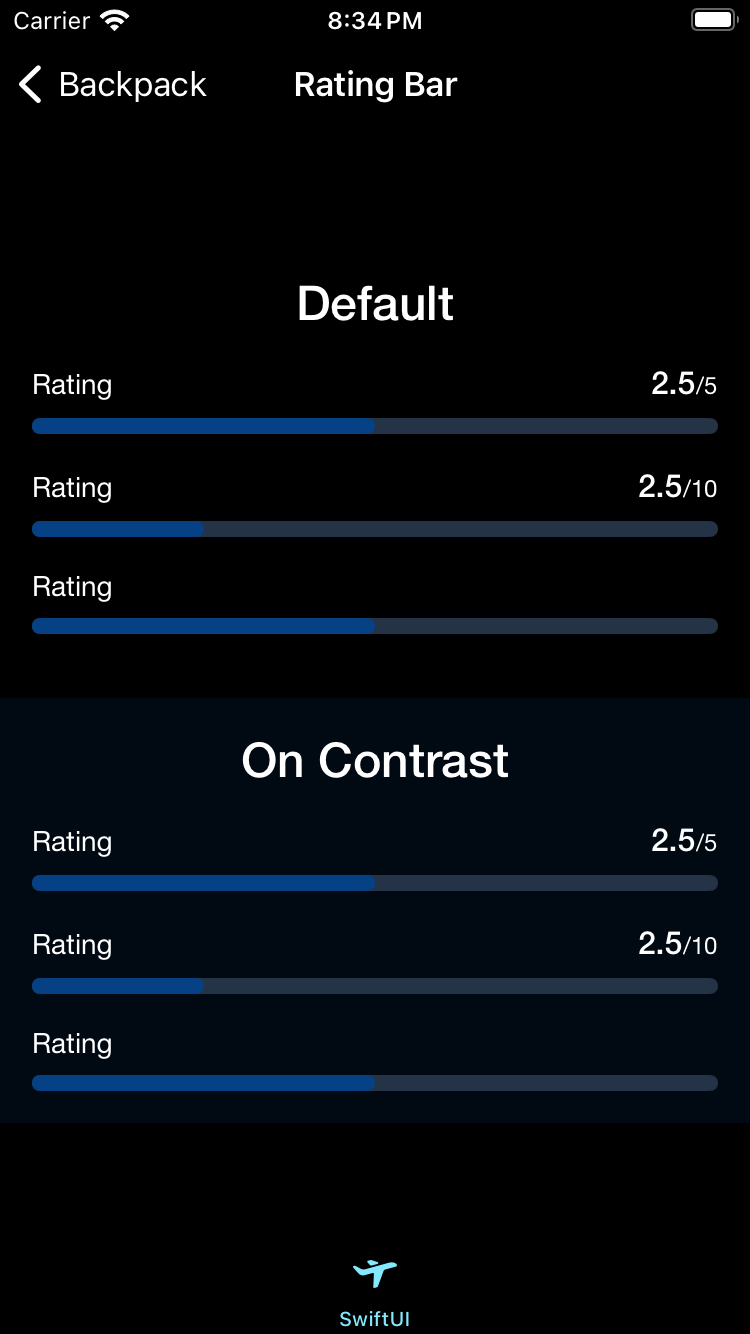 Carrier 8:34 PM
Backpack Rating Bar
Default
Rating 2.5/5
Rating 2.5/10
Rating
On Contrast
Rating 2.5/5
Rating 2.5/10
Rating
SwiftUI